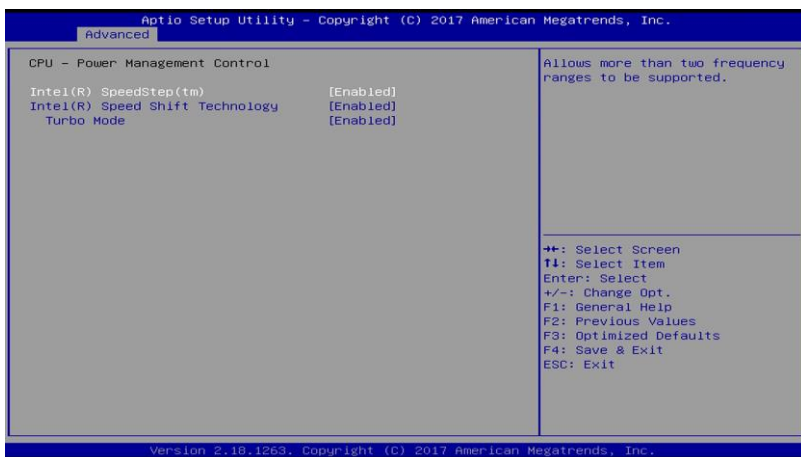 Aptio Setup Utility – Copyright (C) 2017 American Megatrends, Inc.
Advanced
CPU – Power Management Control
Intel(R) SpeedStep(tm) [Enabled]
Intel(R) Speed Shift Technology [Enabled]
Turbo Mode [Enabled]
Allows more than two frequency
ranges to be supported.
→←: Select Screen
↑↓: Select Item
Enter: Select
+/-: Change Opt.
F1: General Help
F2: Previous Values
F3: Optimized Defaults
F4: Save & Exit
ESC: Exit
Version 2.18.1263. Copyright (C) 2017 American Megatrends, Inc.